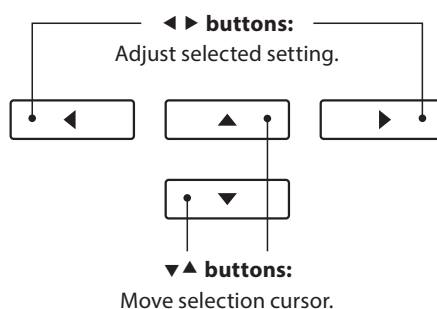 ◀ ▶ buttons:
Adjust selected setting.
◀
▲
▶
▼
▼▲ buttons:
Move selection cursor.